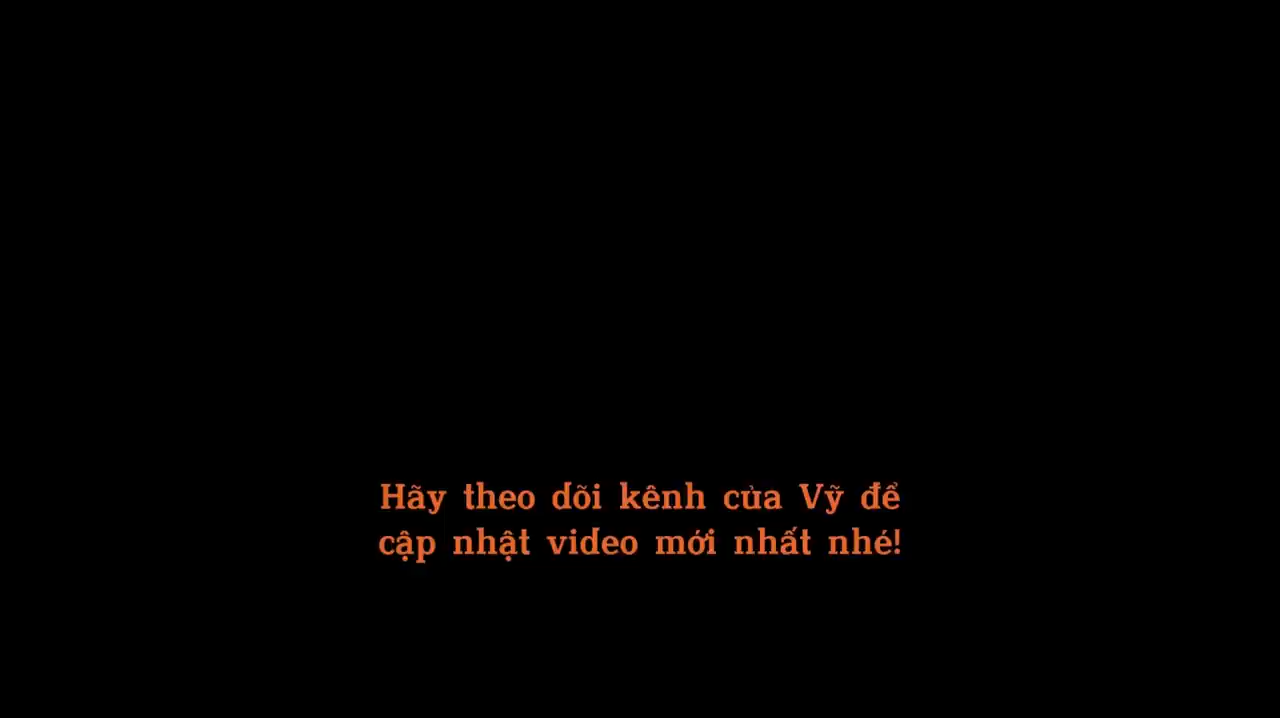 Hãy theo dõi kênh của Vỹ để
cập nhật video mới nhất nhé!